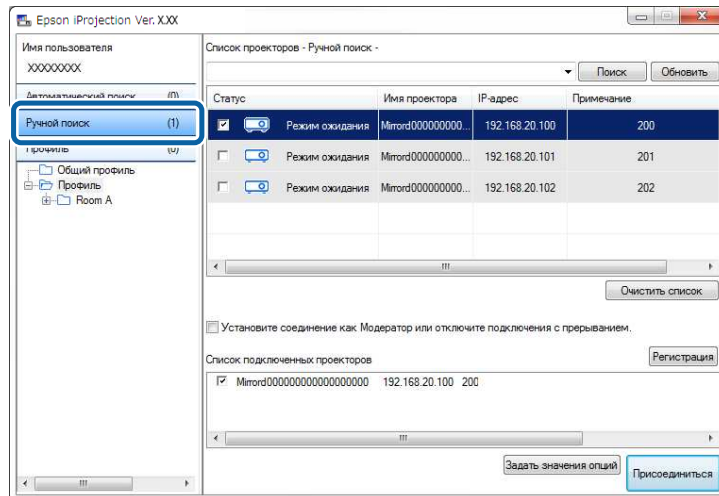 Epson iProjection Ver. X.XX
Имя пользователя
XXXXXXXX
Автоматический поиск (0)
Ручной поиск (1)
Профиль (0)
Общий профиль
Профиль
Room A
Список проекторов - Ручной поиск -
Поиск Обновить
Статус Имя проектора IP-адрес Примечание
Режим ожидания Mirrord000000000... 192.168.20.100 200
Режим ожидания Mirrord000000000... 192.168.20.101 201
Режим ожидания Mirrord000000000... 192.168.20.102 202
Очистить список
Установите соединение как Модератор или отключите подключения с прерыванием.
Список подключенных проекторов Регистрация
Mirrord000000000000000000 192.168.20.100 200
Задать значения опций Присоединиться